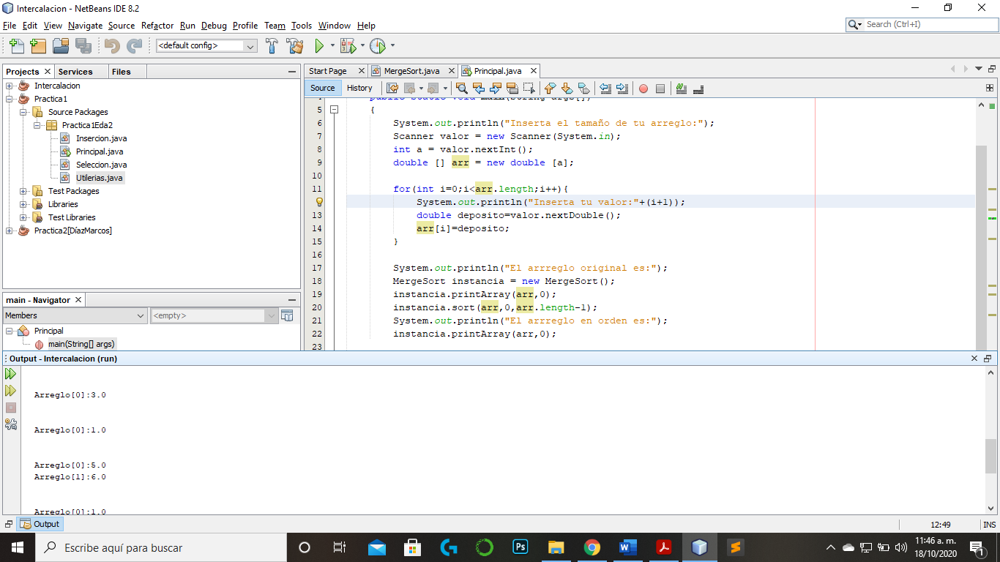 Intercalacion - NetBeans IDE 8.2
File Edit View Navigate Source Refactor Run Debug Profile Team Tools Window Help
Search (Ctrl+I)
<default config>
Projects Services Files
Start Page MergeSort.java Principal.java
Source History
Intercalacion
Practica1
Source Packages
Practica1Eda2
Insercion.java
Principal.java
Seleccion.java
Utilerias.java
Test Packages
Libraries
Test Libraries
Practica2[DíazMarcos]
main - Navigator
Members <empty>
Principal
main(String[] args)
public static void main(String args[])
5 {
6 System.out.println("Inserta el tamaño de tu arreglo:");
7 Scanner valor = new Scanner(System.in);
8 int a = valor.nextInt();
9 double [] arr = new double [a];
10
11 for(int i=0;i<arr.length;i++){
System.out.println("Inserta tu valor:"+(i+1));
13 double deposito=valor.nextDouble();
14 arr[i]=deposito;
15 }
16
17 System.out.println("El arrreglo original es:");
18 MergeSort instancia = new MergeSort();
19 instancia.printArray(arr,0);
20 instancia.sort(arr,0,arr.length-1);
21 System.out.println("El arrreglo en orden es:");
22 instancia.printArray(arr,0);
23
Output - Intercalacion (run)
Arreglo[0]:3.0
Arreglo[0]:1.0
Arreglo[0]:5.0
Arreglo[1]:6.0
Arreglo[0]:1.0
Output
12:49 INS
Escribe aquí para buscar
Ps
W
S
11:46 a. m.
18/10/2020
1